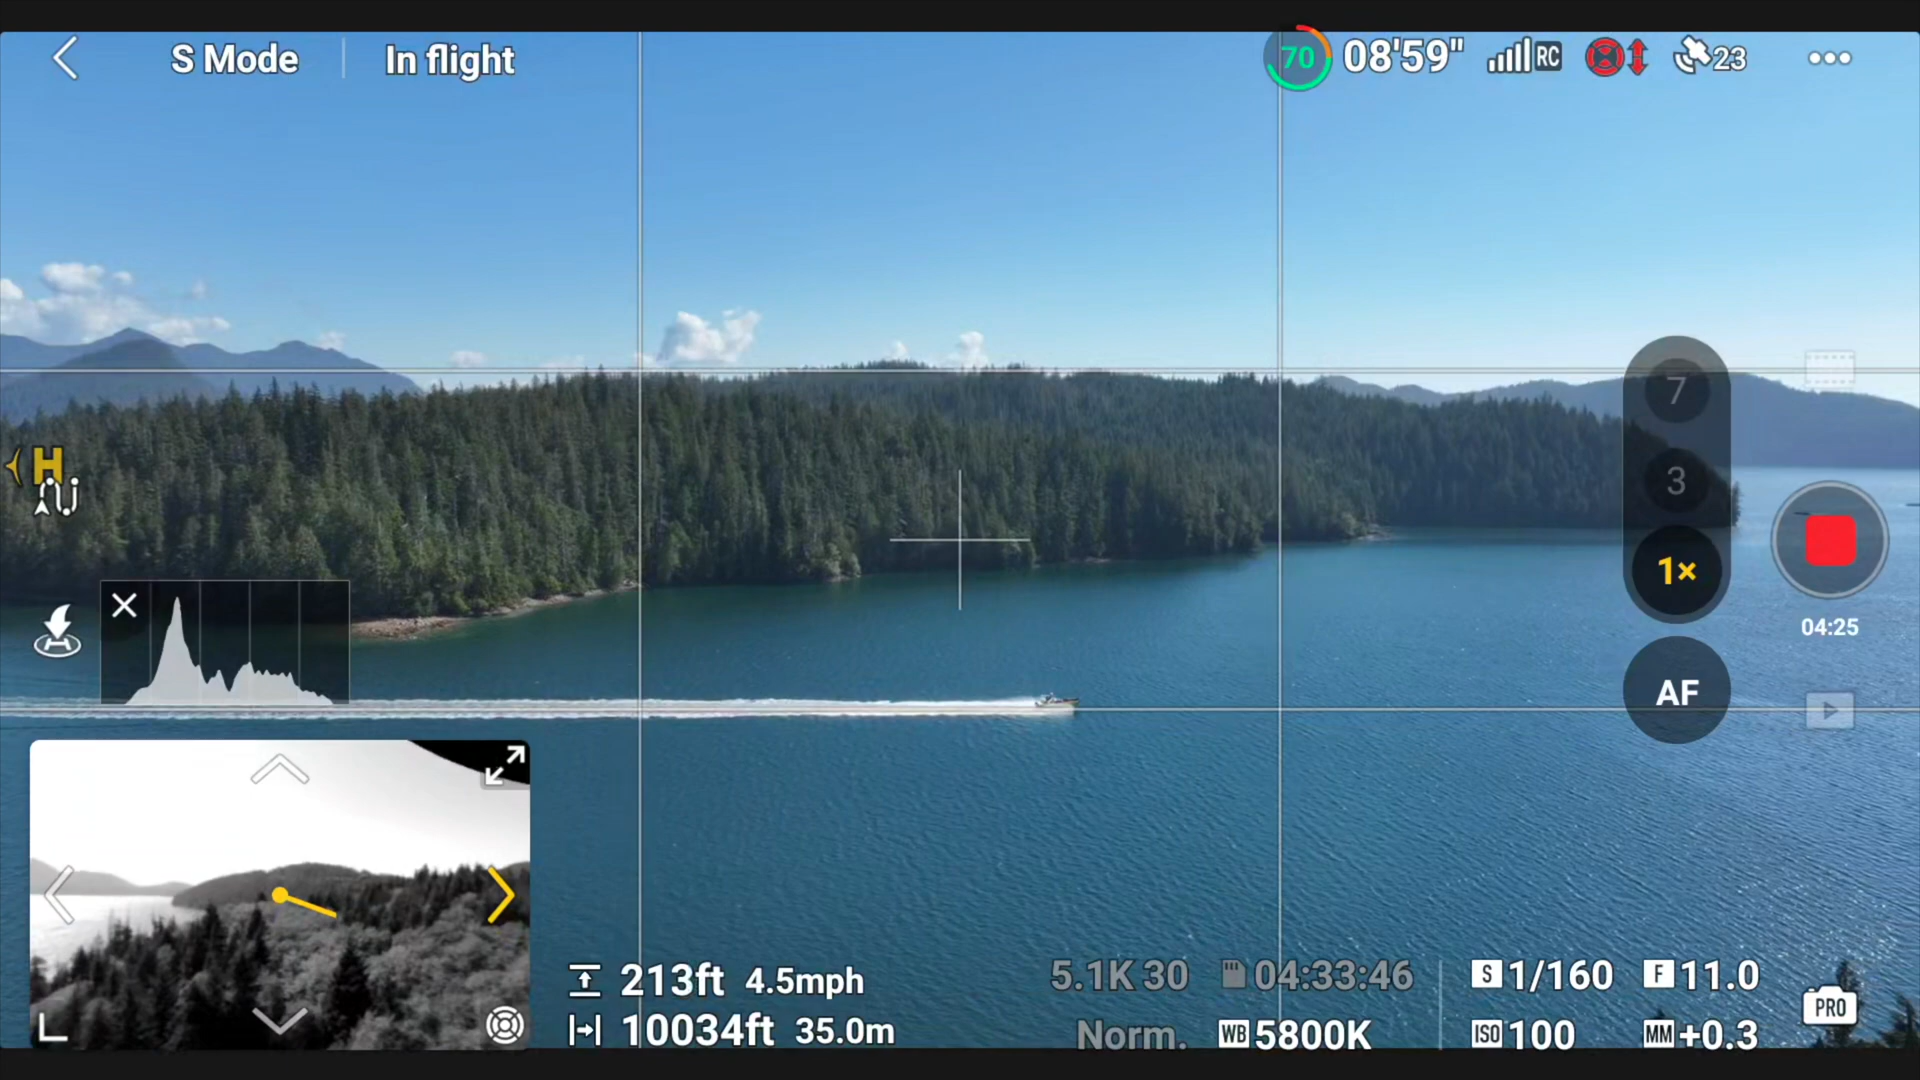 S Mode
In flight
70
08'59"
RC
23
7
3
1×
04:25
AF
H
L
213ft 4.5mph
10034ft 35.0m
5.1K 30 04:33:46
Norm. WB 5800K
S 1/160 F 11.0
ISO 100 MM +0.3
PRO